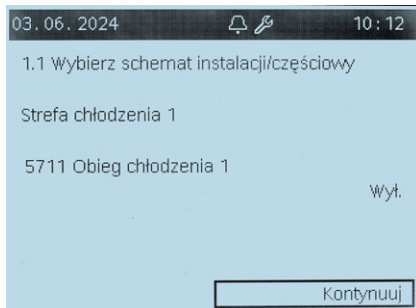 03.06.2024 10:12
1.1 Wybierz schemat instalacji/częściowy
Strefa chłodzenia 1
5711 Obieg chłodzenia 1
Wył.
Kontynuuj